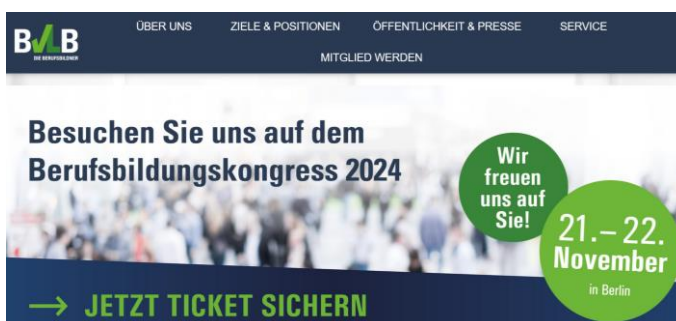 ÜBER UNS ZIELE & POSITIONEN ÖFFENTLICHKEIT & PRESSE SERVICE
BvLB
DIE BERUFSBILDNER
MITGLIED WERDEN
Besuchen Sie uns auf dem
Berufsbildungskongress 2024
Wir
freuen
uns auf
Sie!
21.– 22.
November
in Berlin
→ JETZT TICKET SICHERN